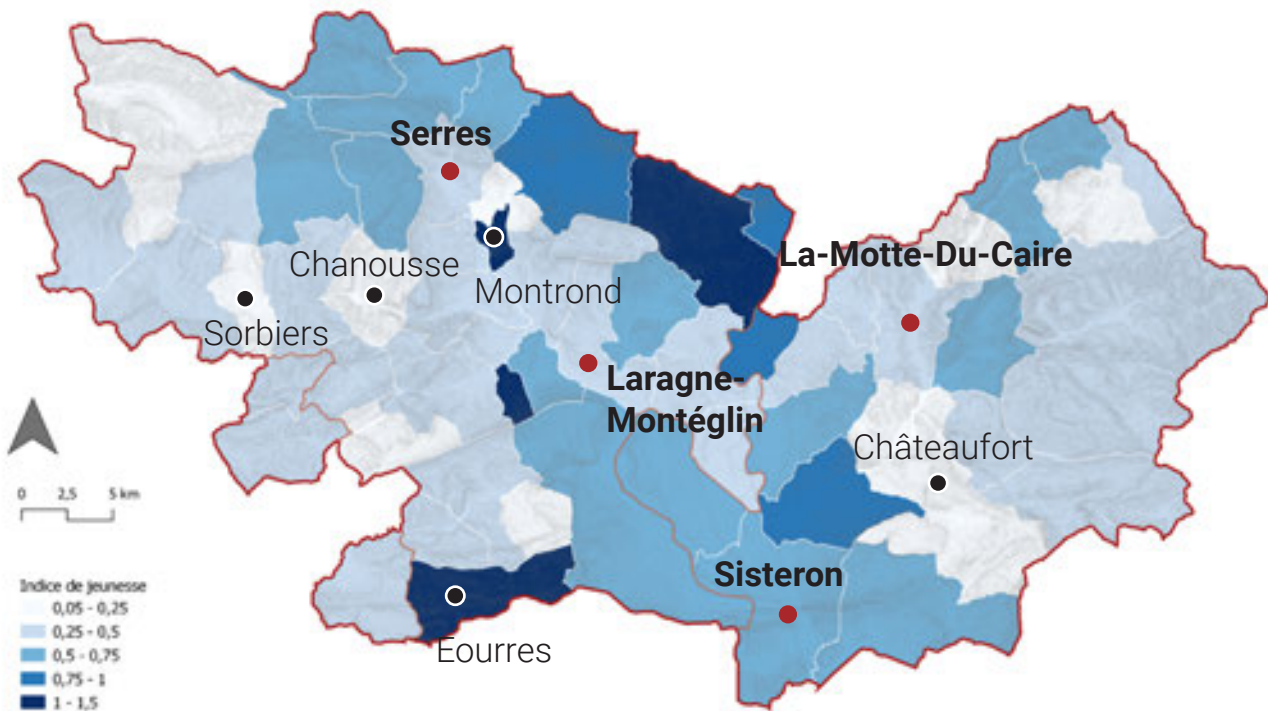 Serres
La-Motte-Du-Caire
Chanousse
Montrond
Sorbiers
Laragne-
Montéglin
Châteaufort
0 2,5 5 km
Sisteron
Eourres
Indice de jeunesse
0,05 - 0,25
0,25 - 0,5
0,5 - 0,75
0,75 - 1
1 - 1,5